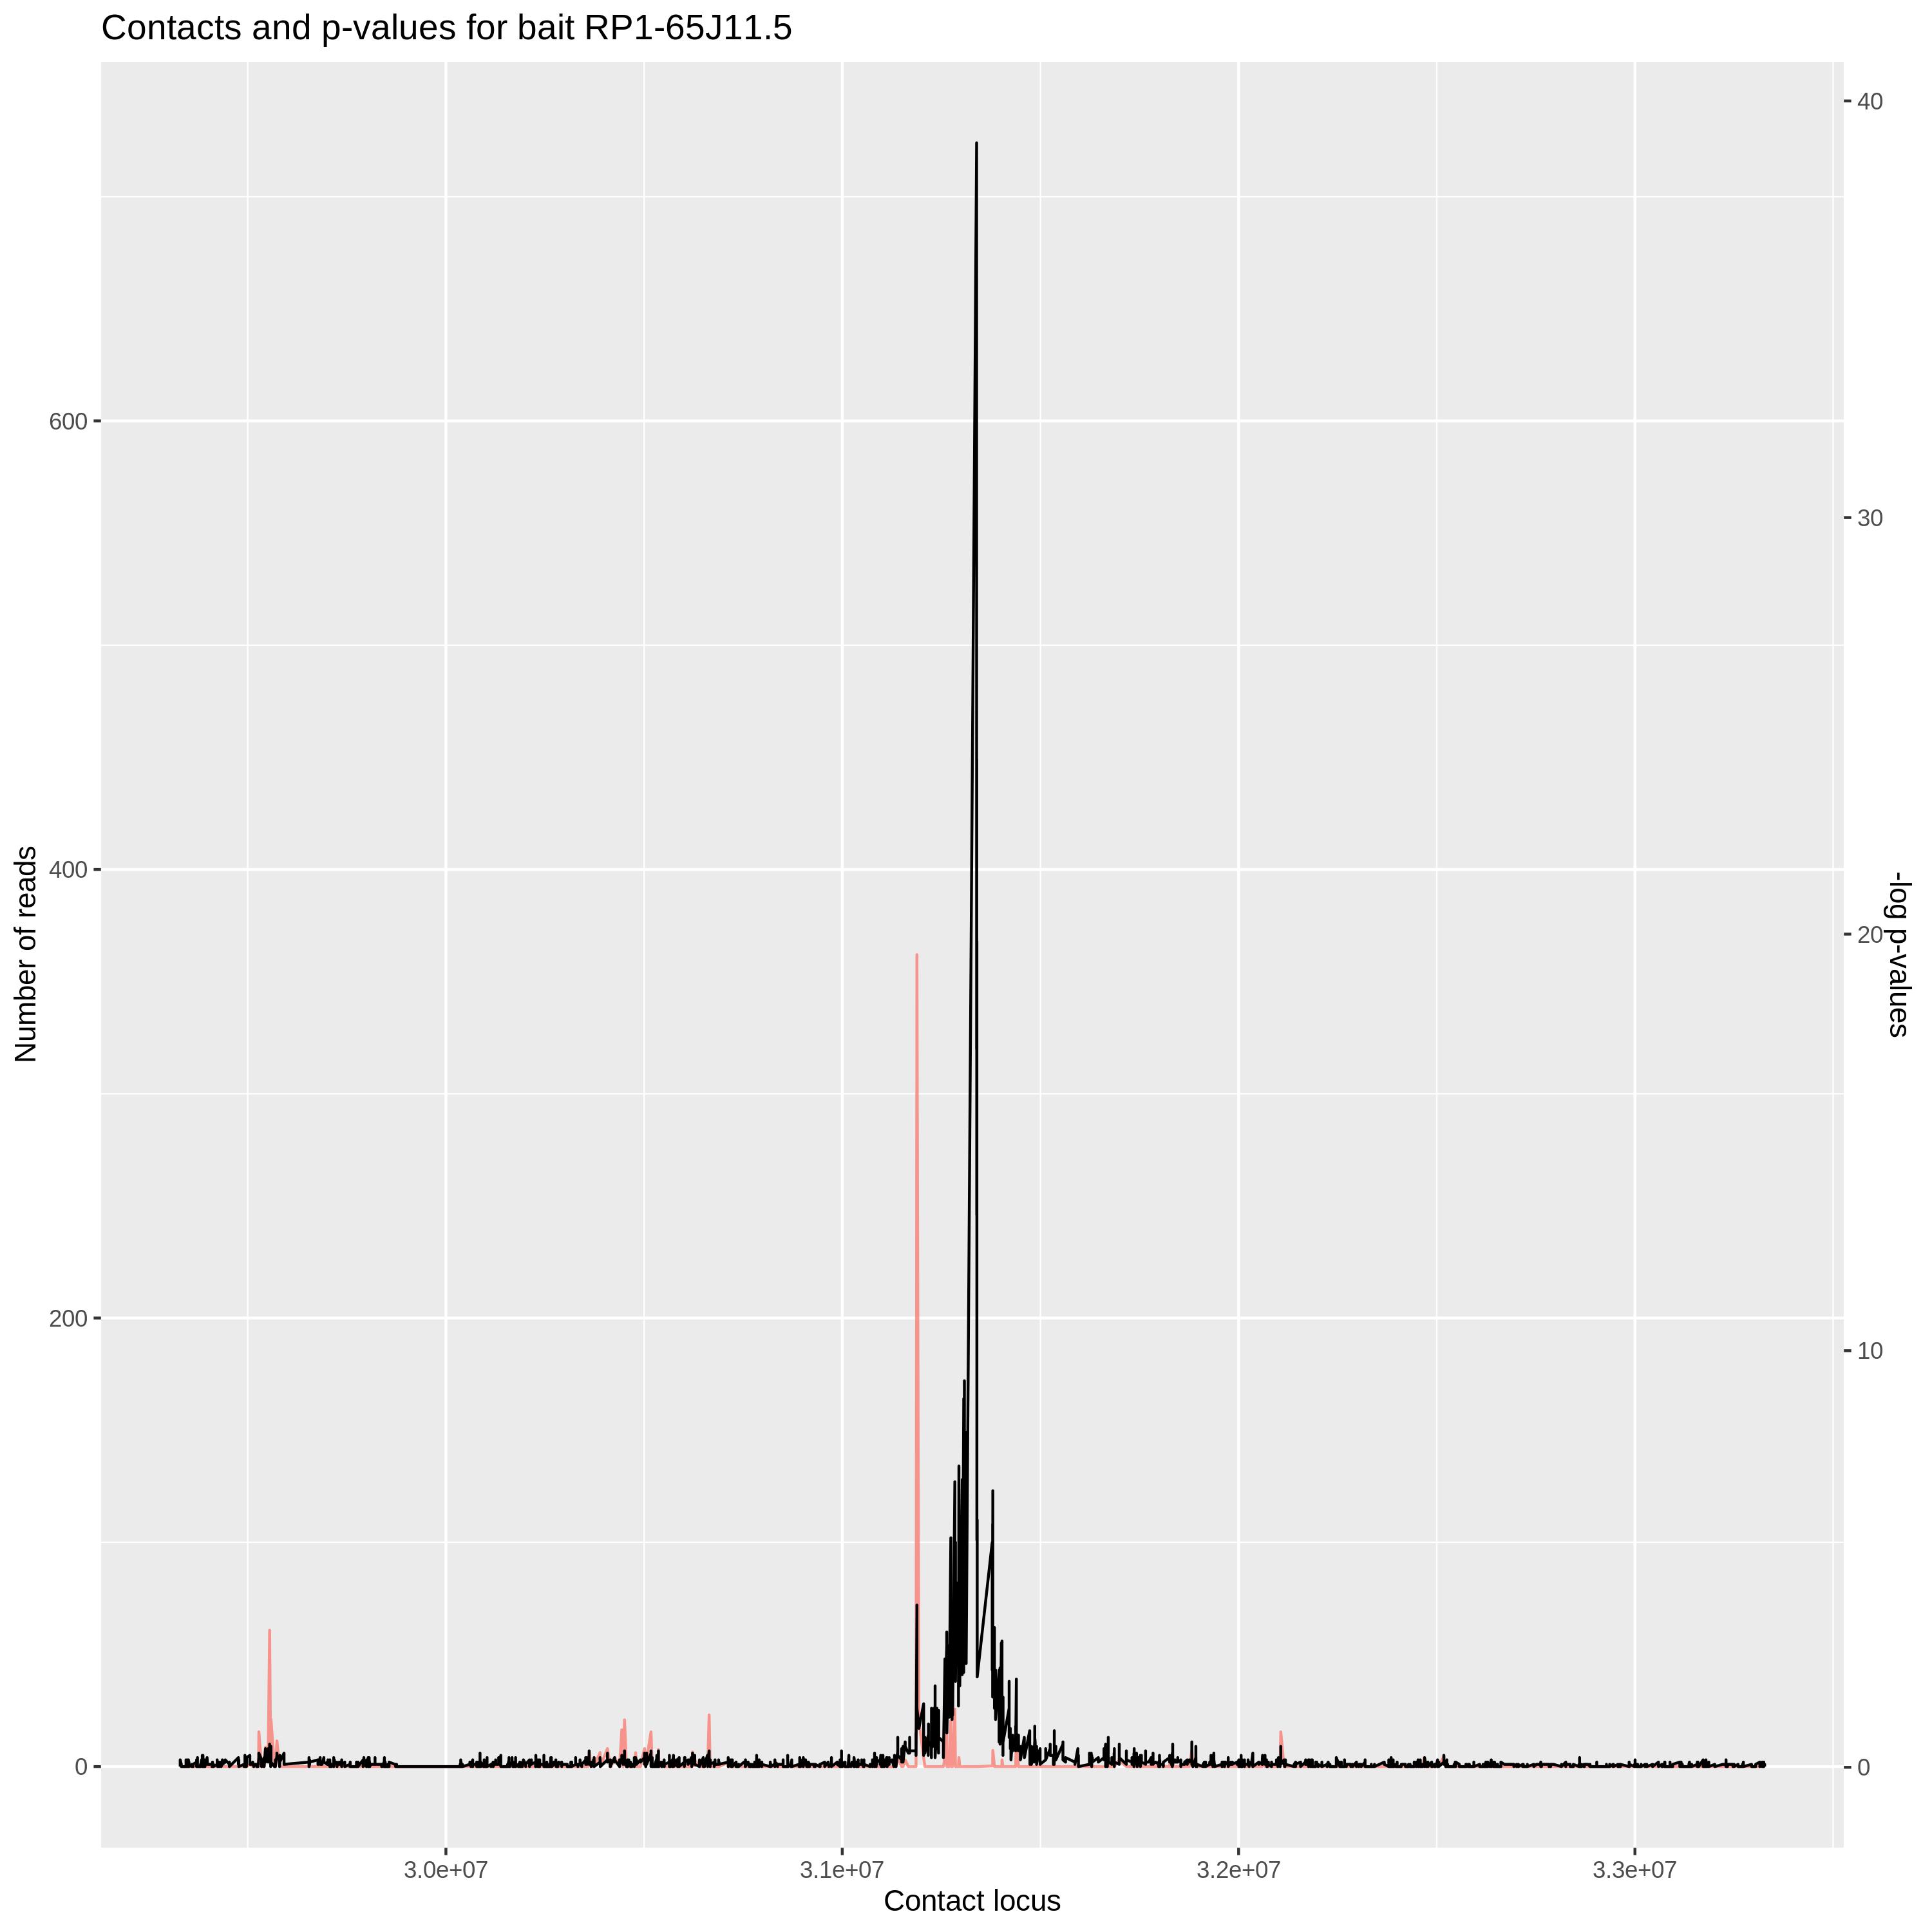 Contacts and p-values for bait RP1-65J11.5
Number of reads
600
400
200
0
40
30
20
10
0
-log p-values
3.0e+07
3.1e+07
3.2e+07
3.3e+07
Contact locus